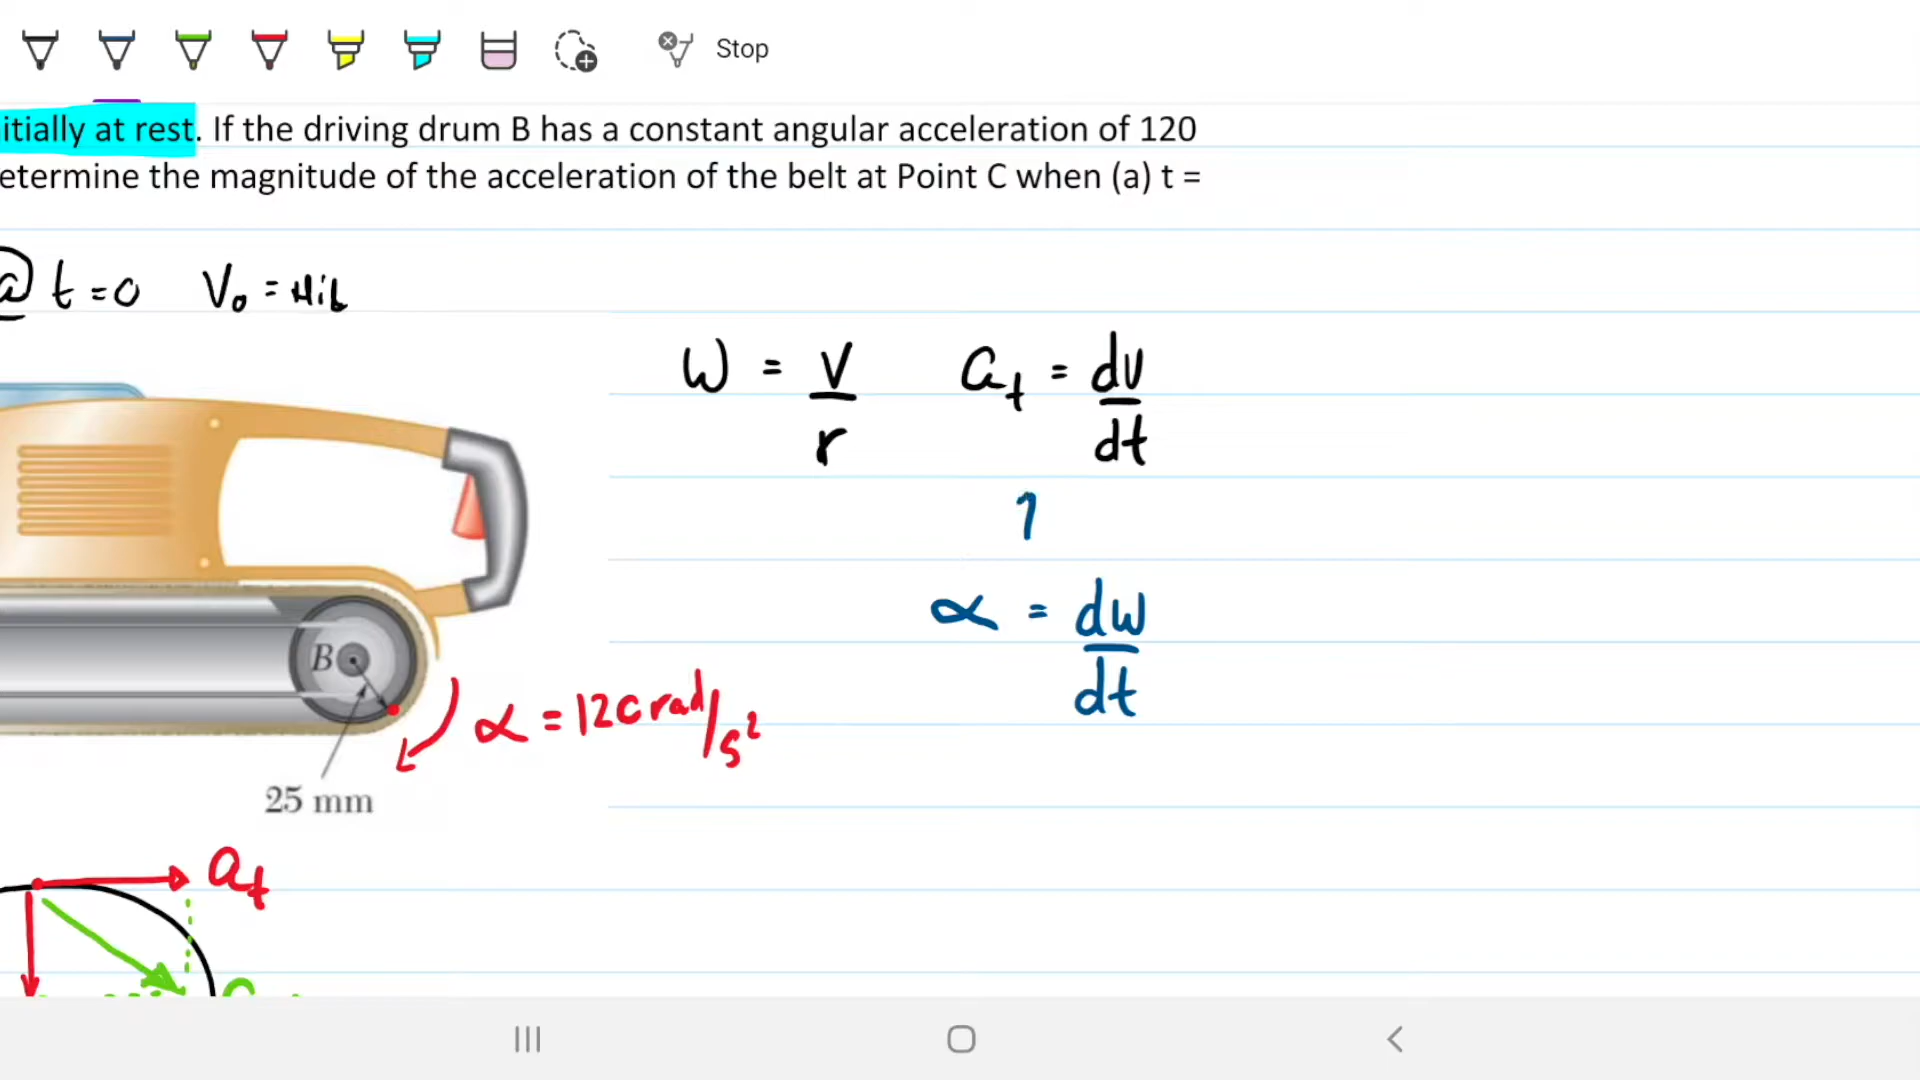 Stop
itially at rest. If the driving drum B has a constant angular acceleration of 120
etermine the magnitude of the acceleration of the belt at Point C when (a) t =
@ t = 0 V₀ = Nil
ω = v/r aₜ = dv/dt
1
α = dω/dt
B
α = 120 rad/s²
25 mm
aₜ